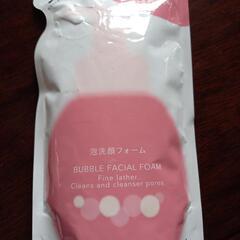 泡洗顔フォーム
BUBBLE FACIAL FOAM
Fine lather.
Cleans and cleanser pores.